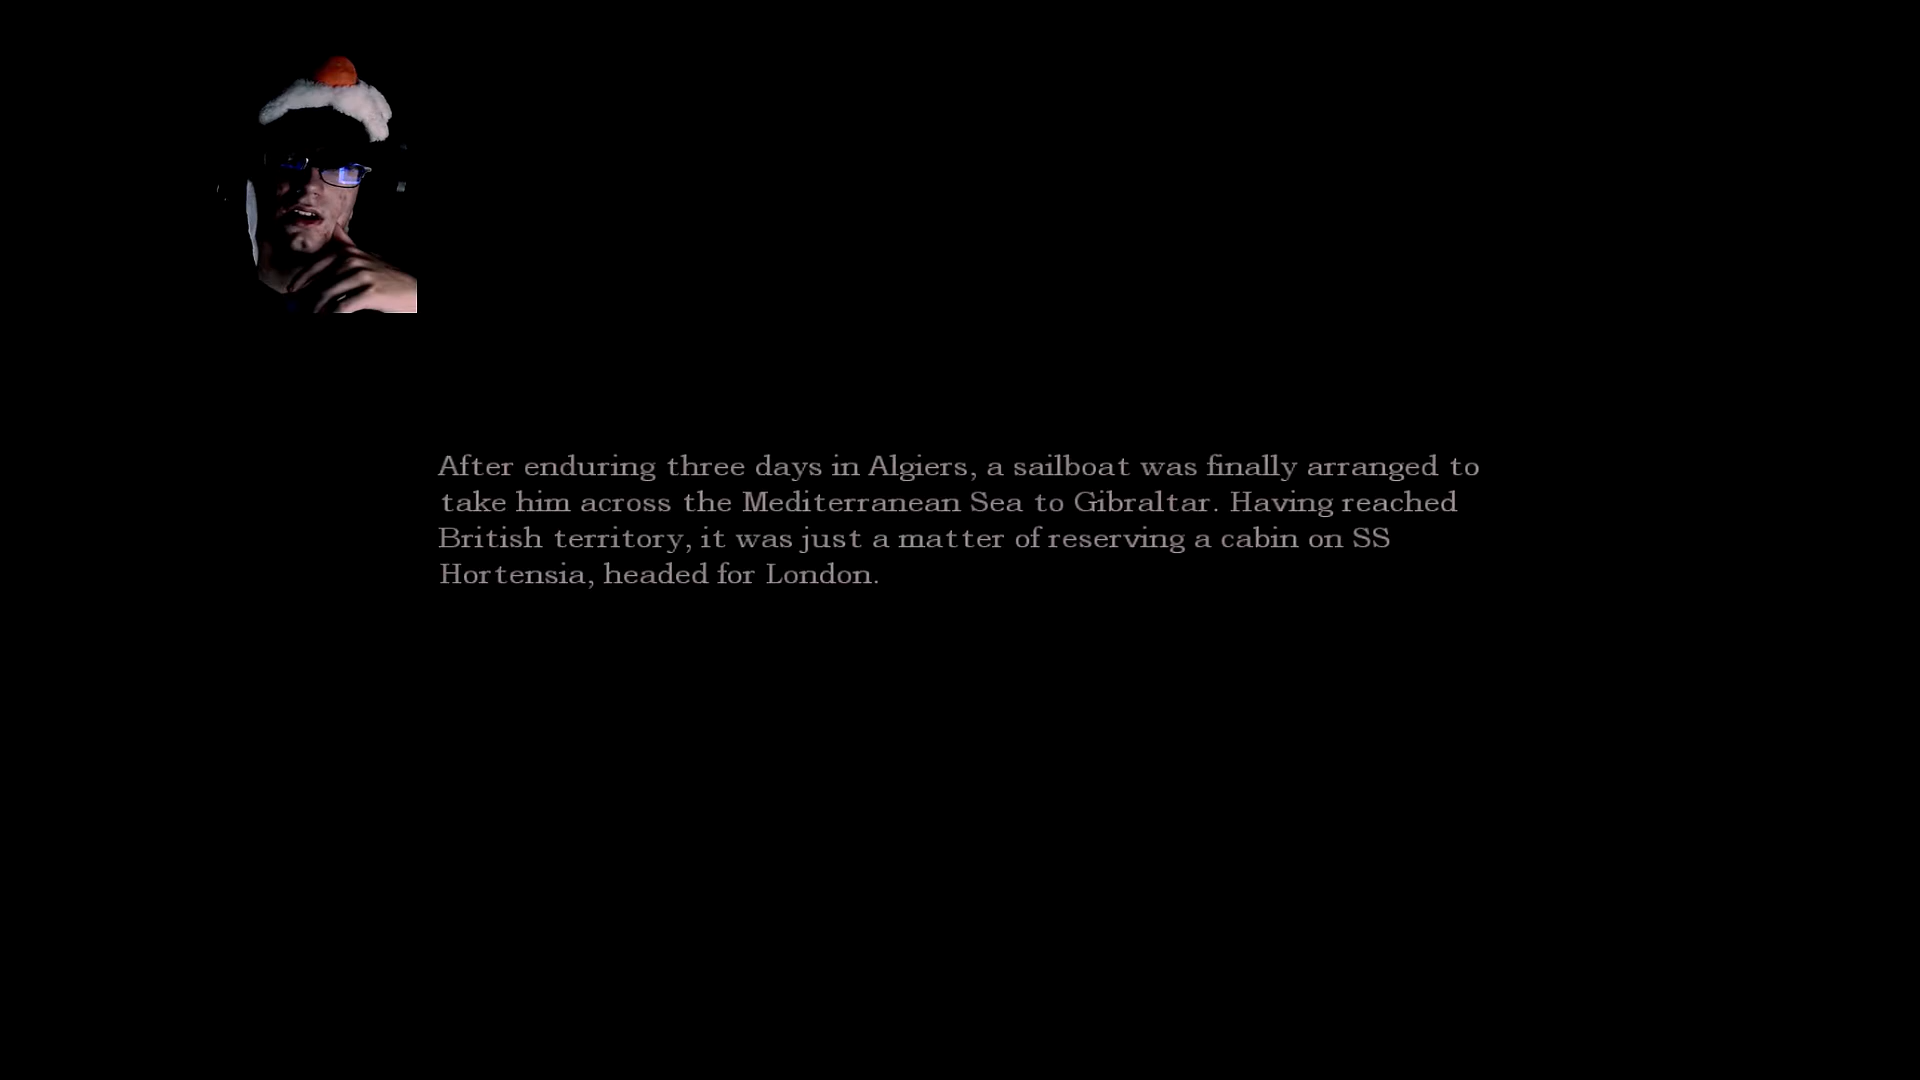 After enduring three days in Algiers, a sailboat was finally arranged to
take him across the Mediterranean Sea to Gibraltar. Having reached
British territory, it was just a matter of reserving a cabin on SS
Hortensia, headed for London.